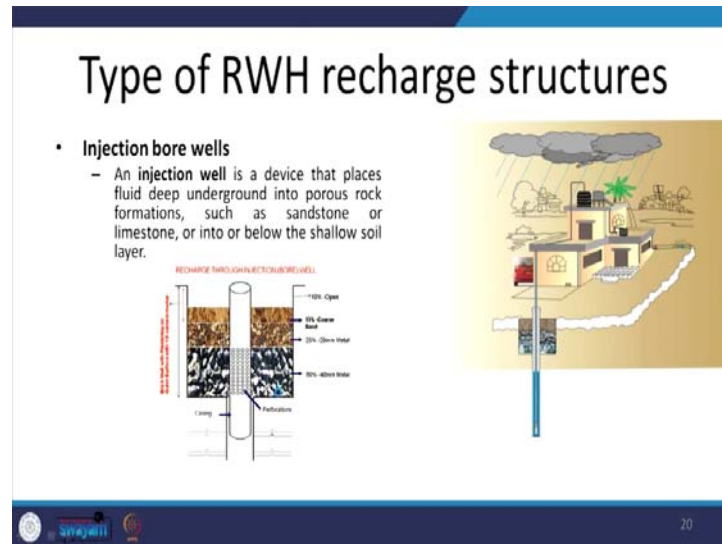 Type of RWH recharge structures
• Injection bore wells
– An injection well is a device that places
fluid deep underground into porous rock
formations, such as sandstone or
limestone, or into or below the shallow soil
layer.
RECHARGE THROUGH INJECTION (BORE) WELL
10% -Open
15% -Coarse
Sand
25% -20mm Metal
50% -40mm Metal
Casing
Perforations
swayam
20